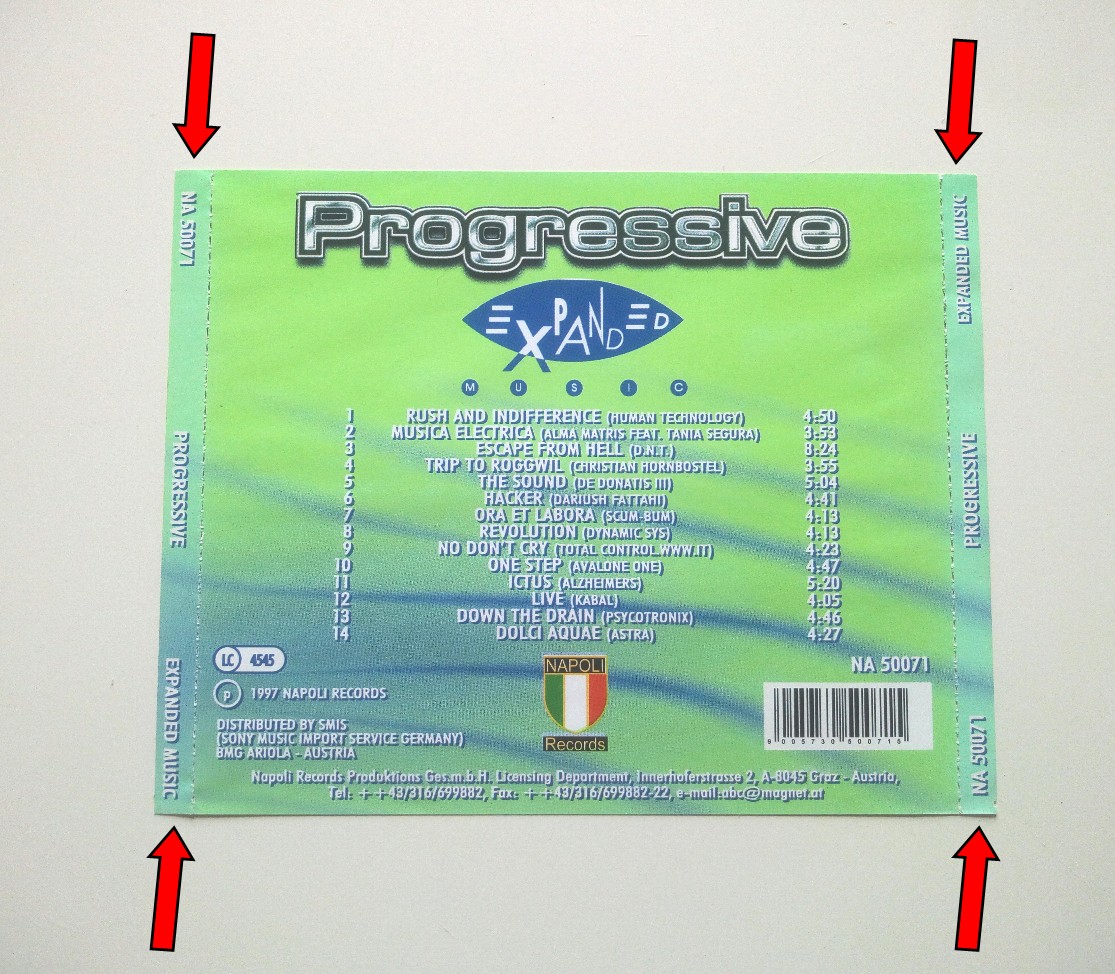 NA 50071 PROGRESSIVE EXPANDED MUSIC
Progressive
EXPANDED
MUSIC
1 RUSH AND INDIFFERENCE (HUMAN TECHNOLOGY) 4:50
2 MUSICA ELECTRICA (ALMA MATRIS FEAT. TANIA SEGURA) 3:53
3 ESCAPE FROM HELL (D.N.T.) 8:24
4 TRIP TO ROGGWIL (CHRISTIAN HORNBOSTEL) 3:55
5 THE SOUND (DE DONATIS III) 5:04
6 HACKER (DARIUSH FATTAHI) 4:41
7 ORA ET LABORA (SCUM-BUM) 4:13
8 REVOLUTION (DYNAMIC SYS) 4:13
9 NO DON'T CRY (TOTAL CONTROL.WWW.IT) 4:23
10 ONE STEP (AVALONE ONE) 4:47
11 ICTUS (ALZHEIMERS) 5:20
12 LIVE (KABAL) 4:05
13 DOWN THE DRAIN (PSYCOTRONIX) 4:46
14 DOLCI AQUAE (ASTRA) 4:27
LC 4545
P 1997 NAPOLI RECORDS
DISTRIBUTED BY SMIS
(SONY MUSIC IMPORT SERVICE GERMANY)
BMG ARIOLA - AUSTRIA
NAPOLI
Records
NA 50071
9 005730 500713
Napoli Records Produktions Ges.m.b.H. Licensing Department, Innerhoferstrasse 2, A-8045 Graz - Austria,
Tel: ++43/316/699882, Fax: ++43/316/699882-22, e-mail:abc@magnet.at
EXPANDED MUSIC PROGRESSIVE NA 50071